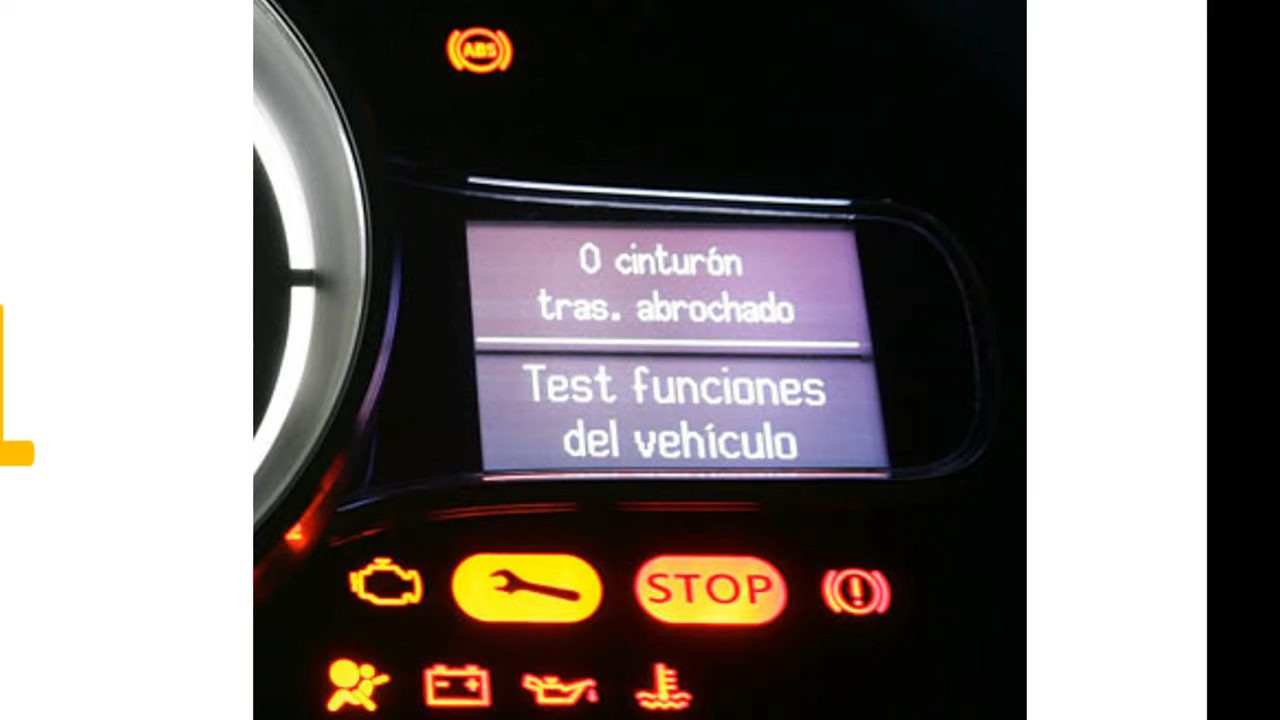 ABS
0 cinturón
tras. abrochado
Test funciones
del vehículo
STOP